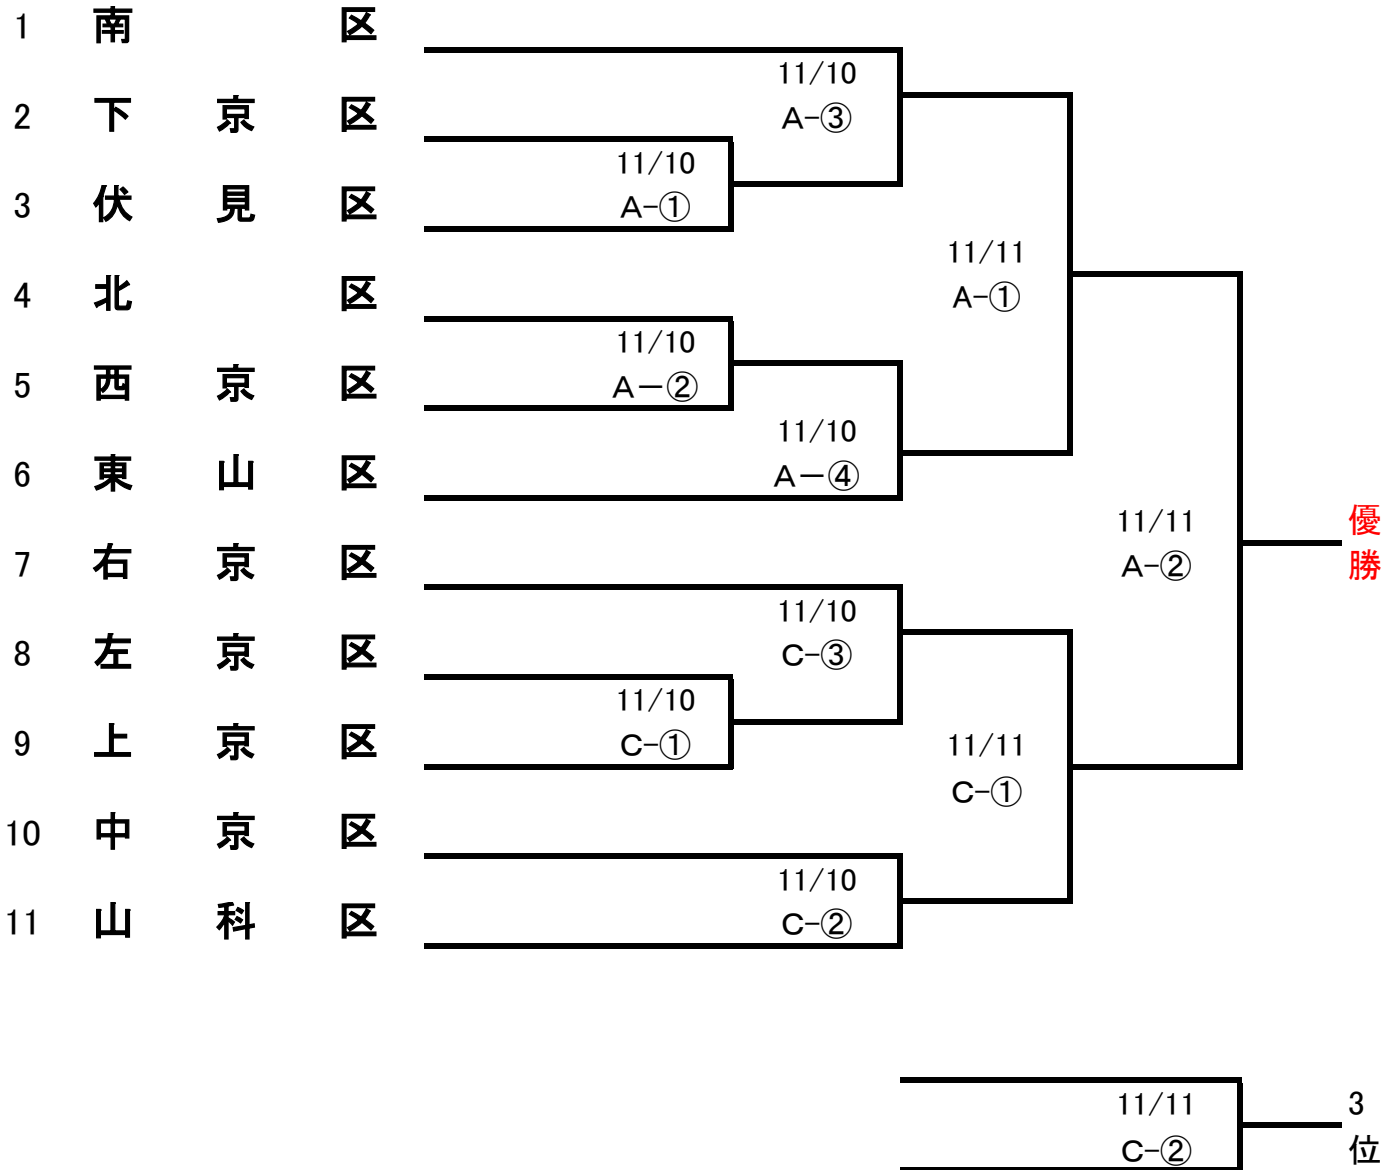 1 南 区
11/10
2 下 京 区 A-③
11/10
3 伏 見 区 A-①
11/11
4 北 区 A-①
11/10
5 西 京 区 A－②
11/10
6 東 山 区 A－④
11/11 優
7 右 京 区 A-② 勝
11/10
8 左 京 区 C-③
11/10
9 上 京 区 C-① 11/11
C-①
10 中 京 区
11/10
11 山 科 区 C-②
11/11 3
C-② 位